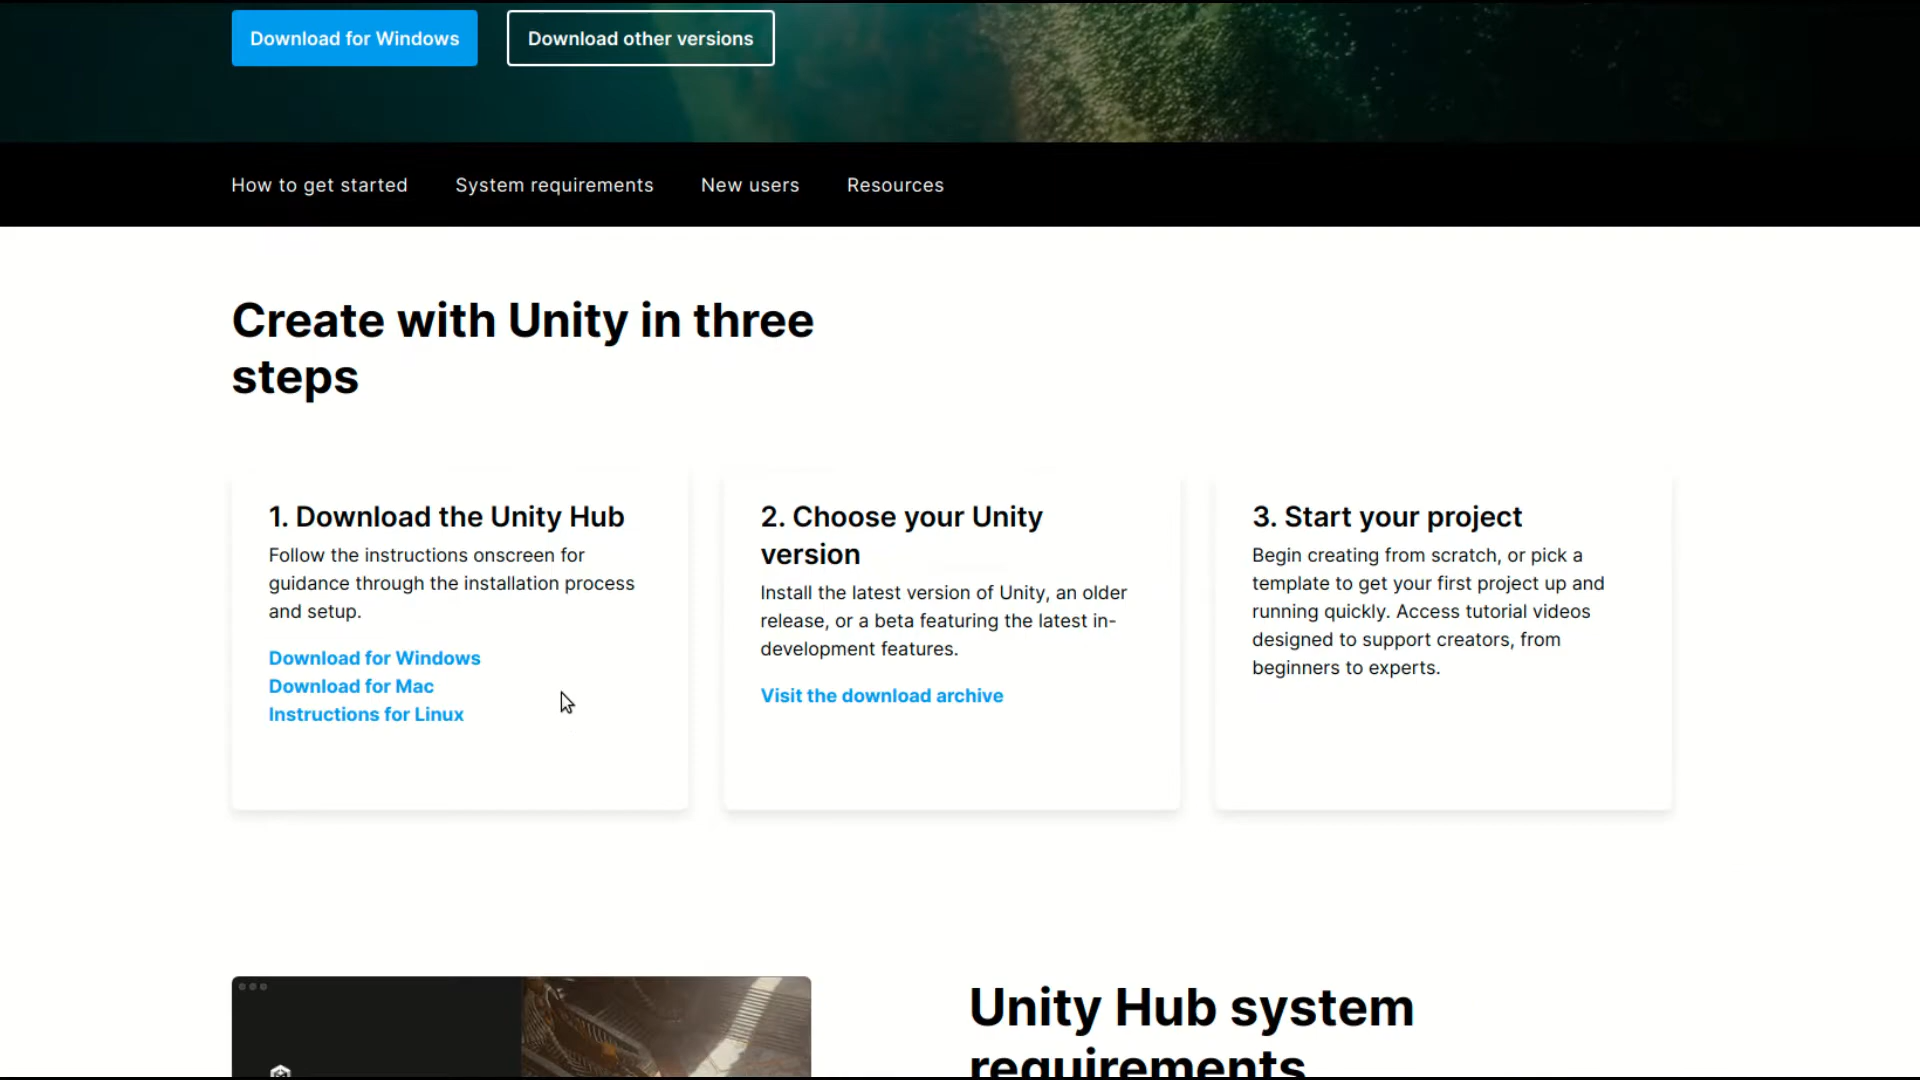 Download for Windows
Download other versions
How to get started
System requirements
New users
Resources
Create with Unity in three
steps
1. Download the Unity Hub
Follow the instructions onscreen for
guidance through the installation process
and setup.
Download for Windows
Download for Mac
Instructions for Linux
2. Choose your Unity
version
Install the latest version of Unity, an older
release, or a beta featuring the latest in-
development features.
Visit the download archive
3. Start your project
Begin creating from scratch, or pick a
template to get your first project up and
running quickly. Access tutorial videos
designed to support creators, from
beginners to experts.
Unity Hub system
requirements